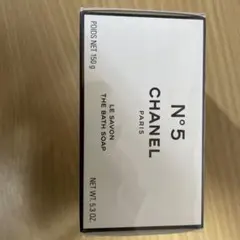 N°5
CHANEL
PARIS
LE SAVON
THE BATH SOAP
POIDS NET 150 g
NET WT. 5.3 OZ.